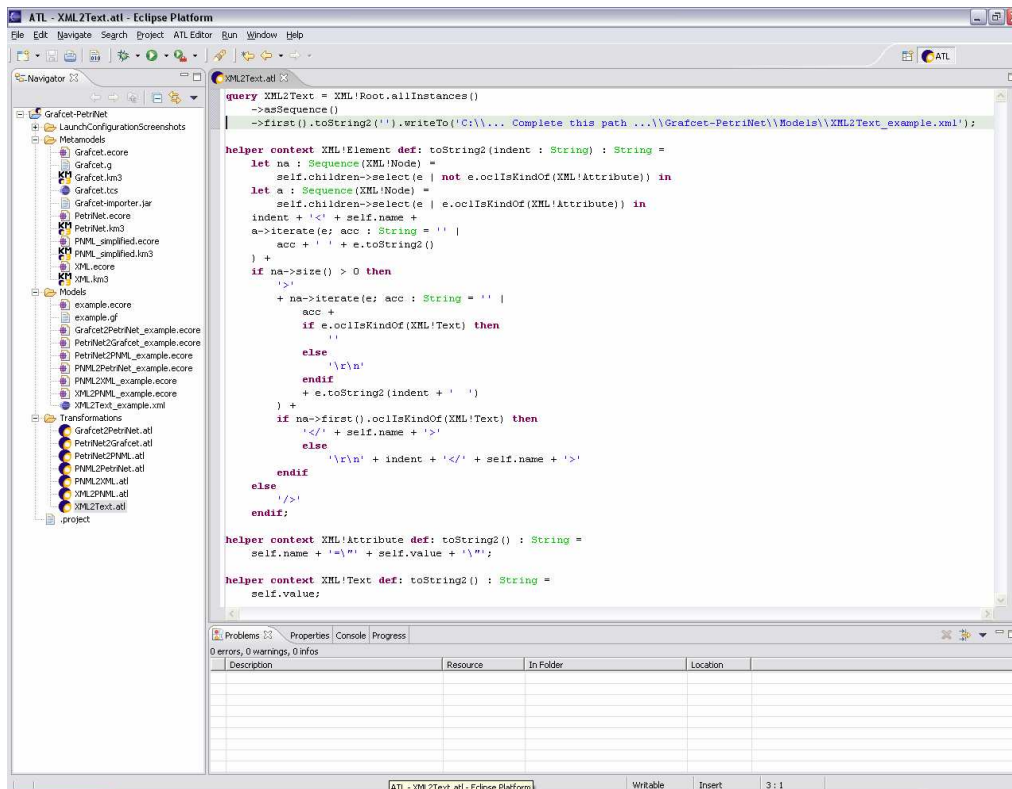 ATL - XML2Text.atl - Eclipse Platform
File Edit Navigate Search Project ATL Editor Run Window Help
ATL
Navigator
XML2Text.atl
Grafcet-PetriNet
LaunchConfigurationScreenshots
Metamodels
Grafcet.ecore
Grafcet.g
Grafcet.km3
Grafcet.tcs
Grafcet-importer.jar
PetriNet.ecore
PetriNet.km3
PNML_simplified.ecore
PNML_simplified.km3
XML.ecore
XML.km3
Models
example.ecore
example.gf
Grafcet2PetriNet_example.ecore
PetriNet2Grafcet_example.ecore
PetriNet2PNML_example.ecore
PNML2PetriNet_example.ecore
PNML2XML_example.ecore
XML2PNML_example.ecore
XML2Text_example.xml
Transformations
Grafcet2PetriNet.atl
PetriNet2Grafcet.atl
PetriNet2PNML.atl
PNML2PetriNet.atl
PNML2XML.atl
XML2PNML.atl
XML2Text.atl
.project
query XML2Text = XML!Root.allInstances()
->asSequence()
->first().toString2('').writeTo('C:\\... Complete this path ...\\Grafcet-PetriNet\\Models\\XML2Text_example.xml');
helper context XML!Element def: toString2(indent : String) : String =
let na : Sequence(XML!Node) =
self.children->select(e | not e.oclIsKindOf(XML!Attribute)) in
let a : Sequence(XML!Node) =
self.children->select(e | e.oclIsKindOf(XML!Attribute)) in
indent + '<' + self.name +
a->iterate(e; acc : String = '' |
acc + ' ' + e.toString2()
) +
if na->size() > 0 then
'>'
+ na->iterate(e; acc : String = '' |
acc +
if e.oclIsKindOf(XML!Text) then
''
else
'\r\n'
endif
+ e.toString2(indent + '  ')
) +
if na->first().oclIsKindOf(XML!Text) then
'</' + self.name + '>'
else
'\r\n' + indent + '</' + self.name + '>'
endif
else
'/>'
endif;
helper context XML!Attribute def: toString2() : String =
self.name + '=\"' + self.value + '\"';
helper context XML!Text def: toString2() : String =
self.value;
Problems Properties Console Progress
0 errors, 0 warnings, 0 infos
Description Resource In Folder Location
ATL - XML2Text.atl - Eclipse Platform
Writable Insert 3 : 1